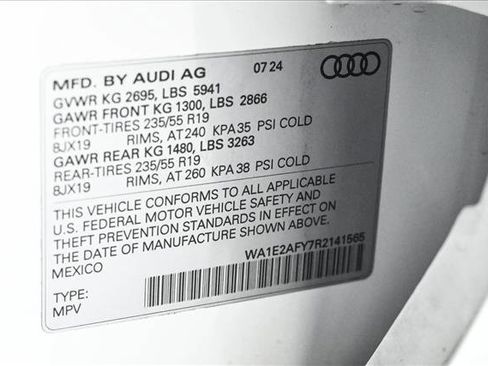 MFD. BY AUDI AG 07 24
GVWR KG 2695, LBS 5941
GAWR FRONT KG 1300, LBS 2866
FRONT-TIRES 235/55 R19
8JX19 RIMS, AT 240 KPA 35 PSI COLD
GAWR REAR KG 1480, LBS 3263
REAR-TIRES 235/55 R19
8JX19 RIMS, AT 260 KPA 38 PSI COLD
THIS VEHICLE CONFORMS TO ALL APPLICABLE
U.S. FEDERAL MOTOR VEHICLE SAFETY AND
THEFT PREVENTION STANDARDS IN EFFECT ON
THE DATE OF MANUFACTURE SHOWN ABOVE.
MEXICO
WA1E2AFY7R2141565
TYPE:
MPV